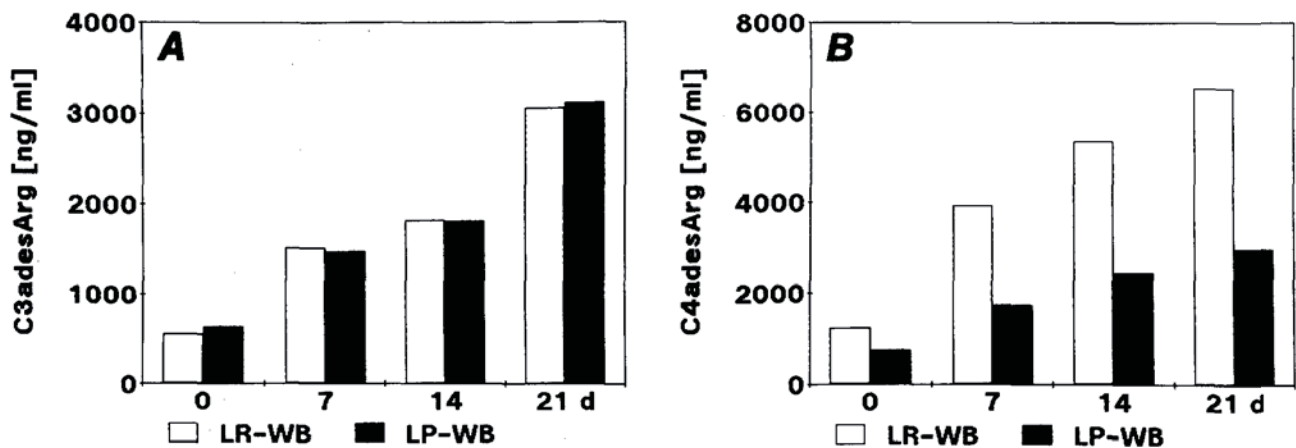 A
C3adesArg [ng/ml]
4000
3000
2000
1000
0
0 7 14 21 d
LR-WB LP-WB
B
C4adesArg [ng/ml]
8000
6000
4000
2000
0
0 7 14 21 d
LR-WB LP-WB